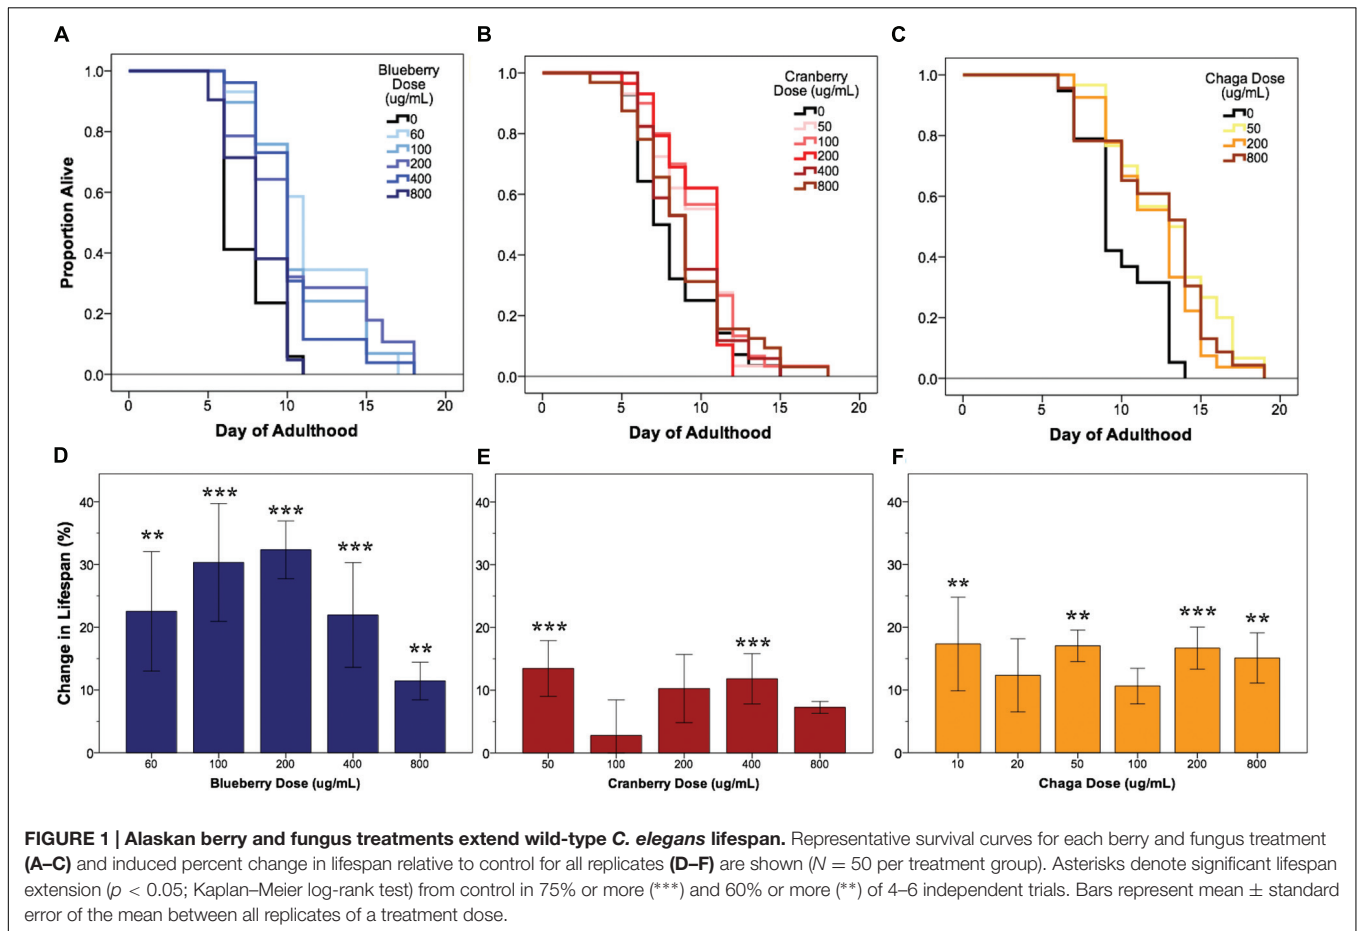 A
Blueberry
Dose
(ug/mL)
0
60
100
200
400
800
1.0
0.8
0.6
0.4
0.2
0.0
Proportion Alive
0 5 10 15 20
Day of Adulthood
B
Cranberry
Dose (ug/mL)
0
50
100
200
400
800
1.0
0.8
0.6
0.4
0.2
0.0
0 5 10 15 20
Day of Adulthood
C
Chaga Dose
(ug/mL)
0
50
200
800
1.0
0.8
0.6
0.4
0.2
0.0
0 5 10 15 20
Day of Adulthood
D
40
30
20
10
0
Change in Lifespan (%)
** *** *** *** **
60 100 200 400 800
Blueberry Dose (ug/mL)
E
40
30
20
10
0
*** ***
50 100 200 400 800
Cranberry Dose (ug/mL)
F
40
30
20
10
0
** ** *** **
10 20 50 100 200 800
Chaga Dose (ug/mL)
FIGURE 1 | Alaskan berry and fungus treatments extend wild-type C. elegans lifespan. Representative survival curves for each berry and fungus treatment
(A–C) and induced percent change in lifespan relative to control for all replicates (D–F) are shown (N = 50 per treatment group). Asterisks denote significant lifespan
extension (p < 0.05; Kaplan–Meier log-rank test) from control in 75% or more (***) and 60% or more (**) of 4–6 independent trials. Bars represent mean ± standard
error of the mean between all replicates of a treatment dose.